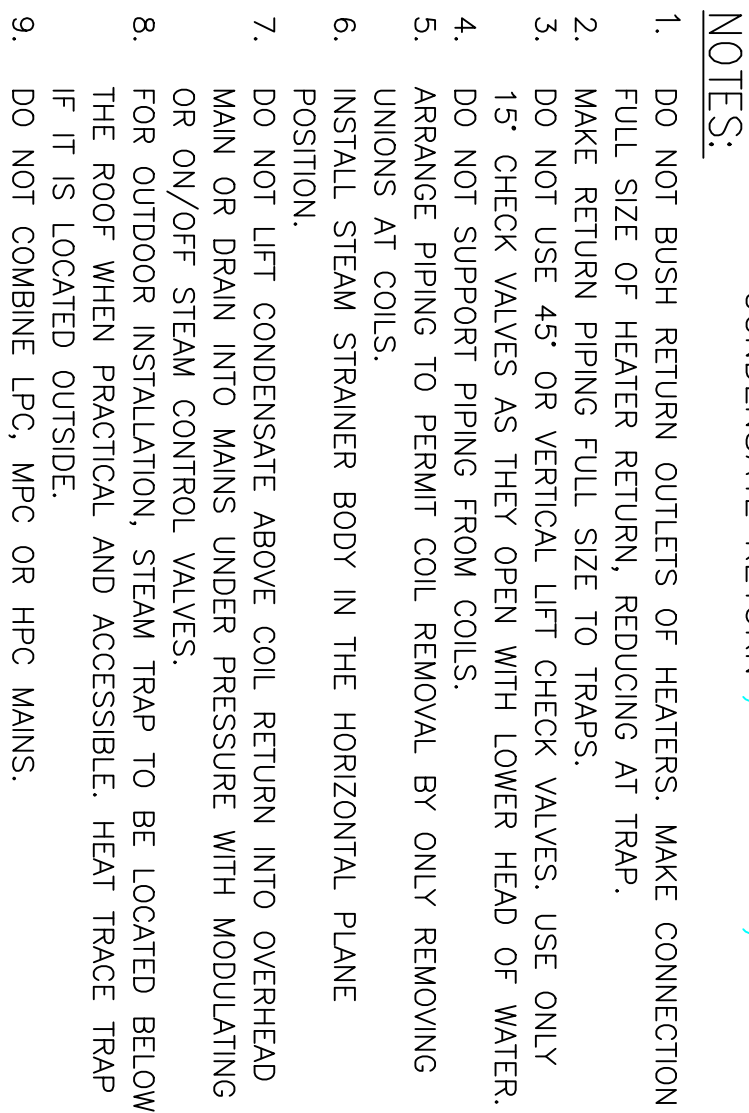 NOTES:
1. DO NOT BUSH RETURN OUTLETS OF HEATERS. MAKE CONNECTION
FULL SIZE OF HEATER RETURN, REDUCING AT TRAP.
2. MAKE RETURN PIPING FULL SIZE TO TRAPS.
3. DO NOT USE 45° OR VERTICAL LIFT CHECK VALVES. USE ONLY
15° CHECK VALVES AS THEY OPEN WITH LOWER HEAD OF WATER.
4. DO NOT SUPPORT PIPING FROM COILS.
5. ARRANGE PIPING TO PERMIT COIL REMOVAL BY ONLY REMOVING
UNIONS AT COILS.
6. INSTALL STEAM STRAINER BODY IN THE HORIZONTAL PLANE
POSITION.
7. DO NOT LIFT CONDENSATE ABOVE COIL RETURN INTO OVERHEAD
MAIN OR DRAIN INTO MAINS UNDER PRESSURE WITH MODULATING
OR ON/OFF STEAM CONTROL VALVES.
8. FOR OUTDOOR INSTALLATION, STEAM TRAP TO BE LOCATED BELOW
THE ROOF WHEN PRACTICAL AND ACCESSIBLE. HEAT TRACE TRAP
IF IT IS LOCATED OUTSIDE.
9. DO NOT COMBINE LPC, MPC OR HPC MAINS.